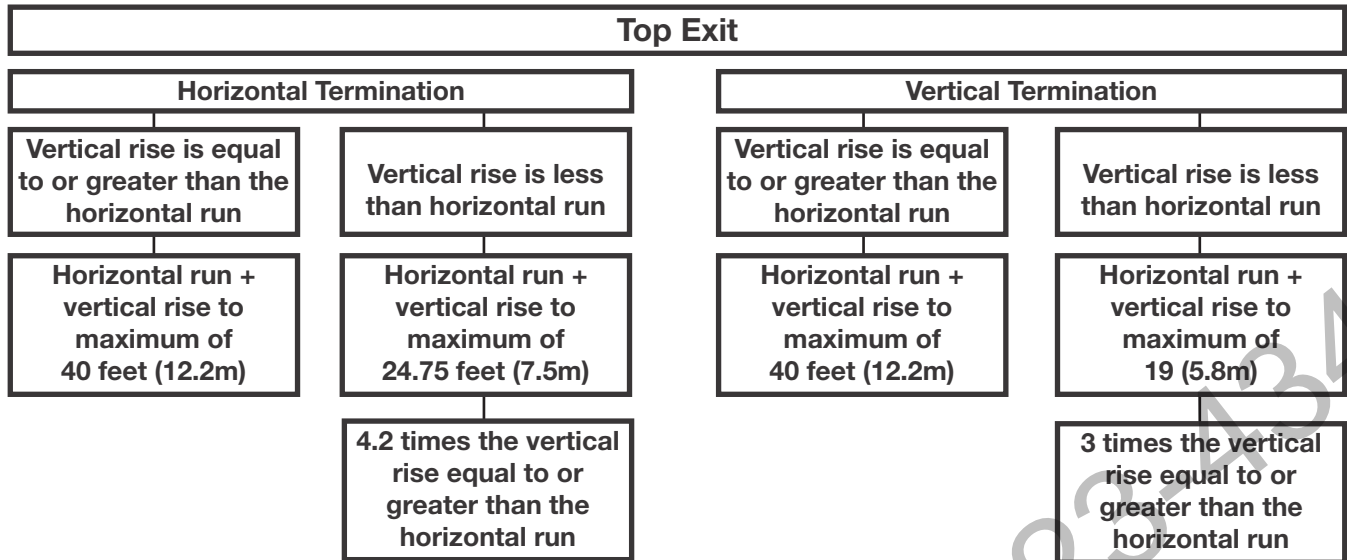 Top Exit
Horizontal Termination
Vertical rise is equal
to or greater than the
horizontal run
Horizontal run +
vertical rise to
maximum of
40 feet (12.2m)
Vertical rise is less
than horizontal run
Horizontal run +
vertical rise to
maximum of
24.75 feet (7.5m)
4.2 times the vertical
rise equal to or
greater than the
horizontal run
Vertical Termination
Vertical rise is equal
to or greater than the
horizontal run
Horizontal run +
vertical rise to
maximum of
40 feet (12.2m)
Vertical rise is less
than horizontal run
Horizontal run +
vertical rise to
maximum of
19 (5.8m)
3 times the vertical
rise equal to or
greater than the
horizontal run
23-434